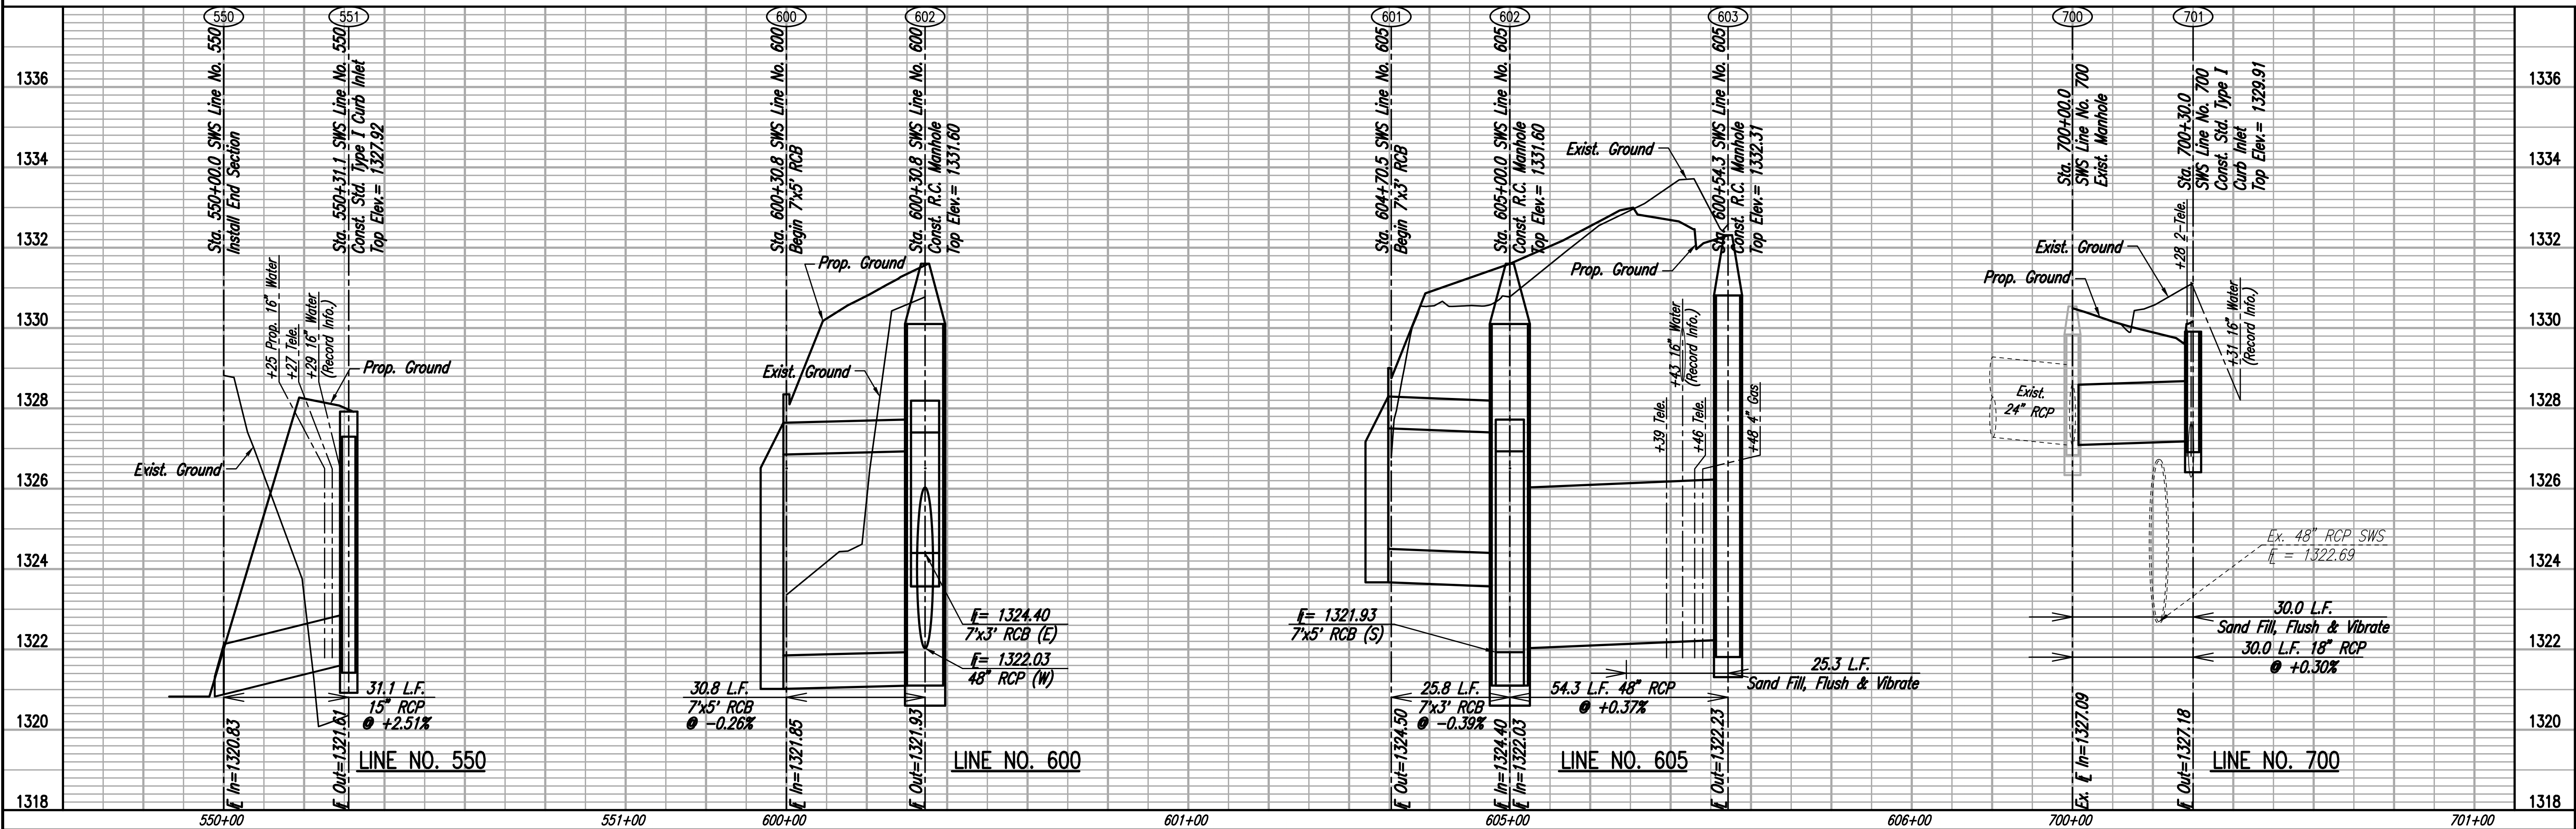 550
551
600
602
601
602
603
700
701
1336
1334
1332
1330
1328
1326
1324
1322
1320
1318
Sta. 550+00.0 SWS Line No. 550
Install End Section
Sta. 550+31.1 SWS Line No. 550
Const. Std. Type I Curb Inlet
Top Elev.= 1327.92
+25 Prop. 16" Water
+27 Tele.
+29 16" Water
(Record Info.)
Prop. Ground
Exist. Ground
31.1 L.F.
15" RCP
@ +2.51%
℄ In=1320.83
℄ Out=1321.61
LINE NO. 550
Sta. 600+30.8 SWS Line No. 600
Begin 7'x5' RCB
Sta. 600+30.8 SWS Line No. 600
Const. R.C. Manhole
Top Elev.= 1331.60
Prop. Ground
Exist. Ground
℄= 1324.40
7'x3' RCB (E)
℄= 1322.03
48" RCP (W)
30.8 L.F.
7'x5' RCB
@ -0.26%
℄ In=1321.85
℄ Out=1321.93
LINE NO. 600
Sta. 604+70.5 SWS Line No. 605
Begin 7'x3' RCB
Sta. 605+00.0 SWS Line No. 605
Const. R.C. Manhole
Top Elev.= 1331.60
Sta. 600+54.3 SWS Line No. 605
Const. R.C. Manhole
Top Elev.= 1332.31
Exist. Ground
Prop. Ground
+39 Tele.
+43 16" Water
(Record Info.)
+46 Tele.
+48 4" Gas
℄= 1321.93
7'x5' RCB (S)
25.8 L.F.
7'x3' RCB
@ -0.39%
54.3 L.F. 48" RCP
@ +0.37%
25.3 L.F.
Sand Fill, Flush & Vibrate
℄ Out=1324.50
℄ In=1324.40
℄ In=1322.03
℄ Out=1322.23
LINE NO. 605
Sta. 700+00.0
SWS Line No. 700
Exist. Manhole
Sta. 700+30.0
SWS Line No. 700
Const. Std. Type I
Curb Inlet
Top Elev.= 1329.91
+28 2-Tele.
+31 16" Water
(Record Info.)
Exist. Ground
Prop. Ground
Exist.
24" RCP
Ex. 48" RCP SWS
℄ = 1322.69
30.0 L.F.
Sand Fill, Flush & Vibrate
30.0 L.F. 18" RCP
@ +0.30%
Ex. ℄ In=1327.09
℄ Out=1327.18
LINE NO. 700
1336
1334
1332
1330
1328
1326
1324
1322
1320
1318
550+00
551+00
600+00
601+00
605+00
606+00
700+00
701+00